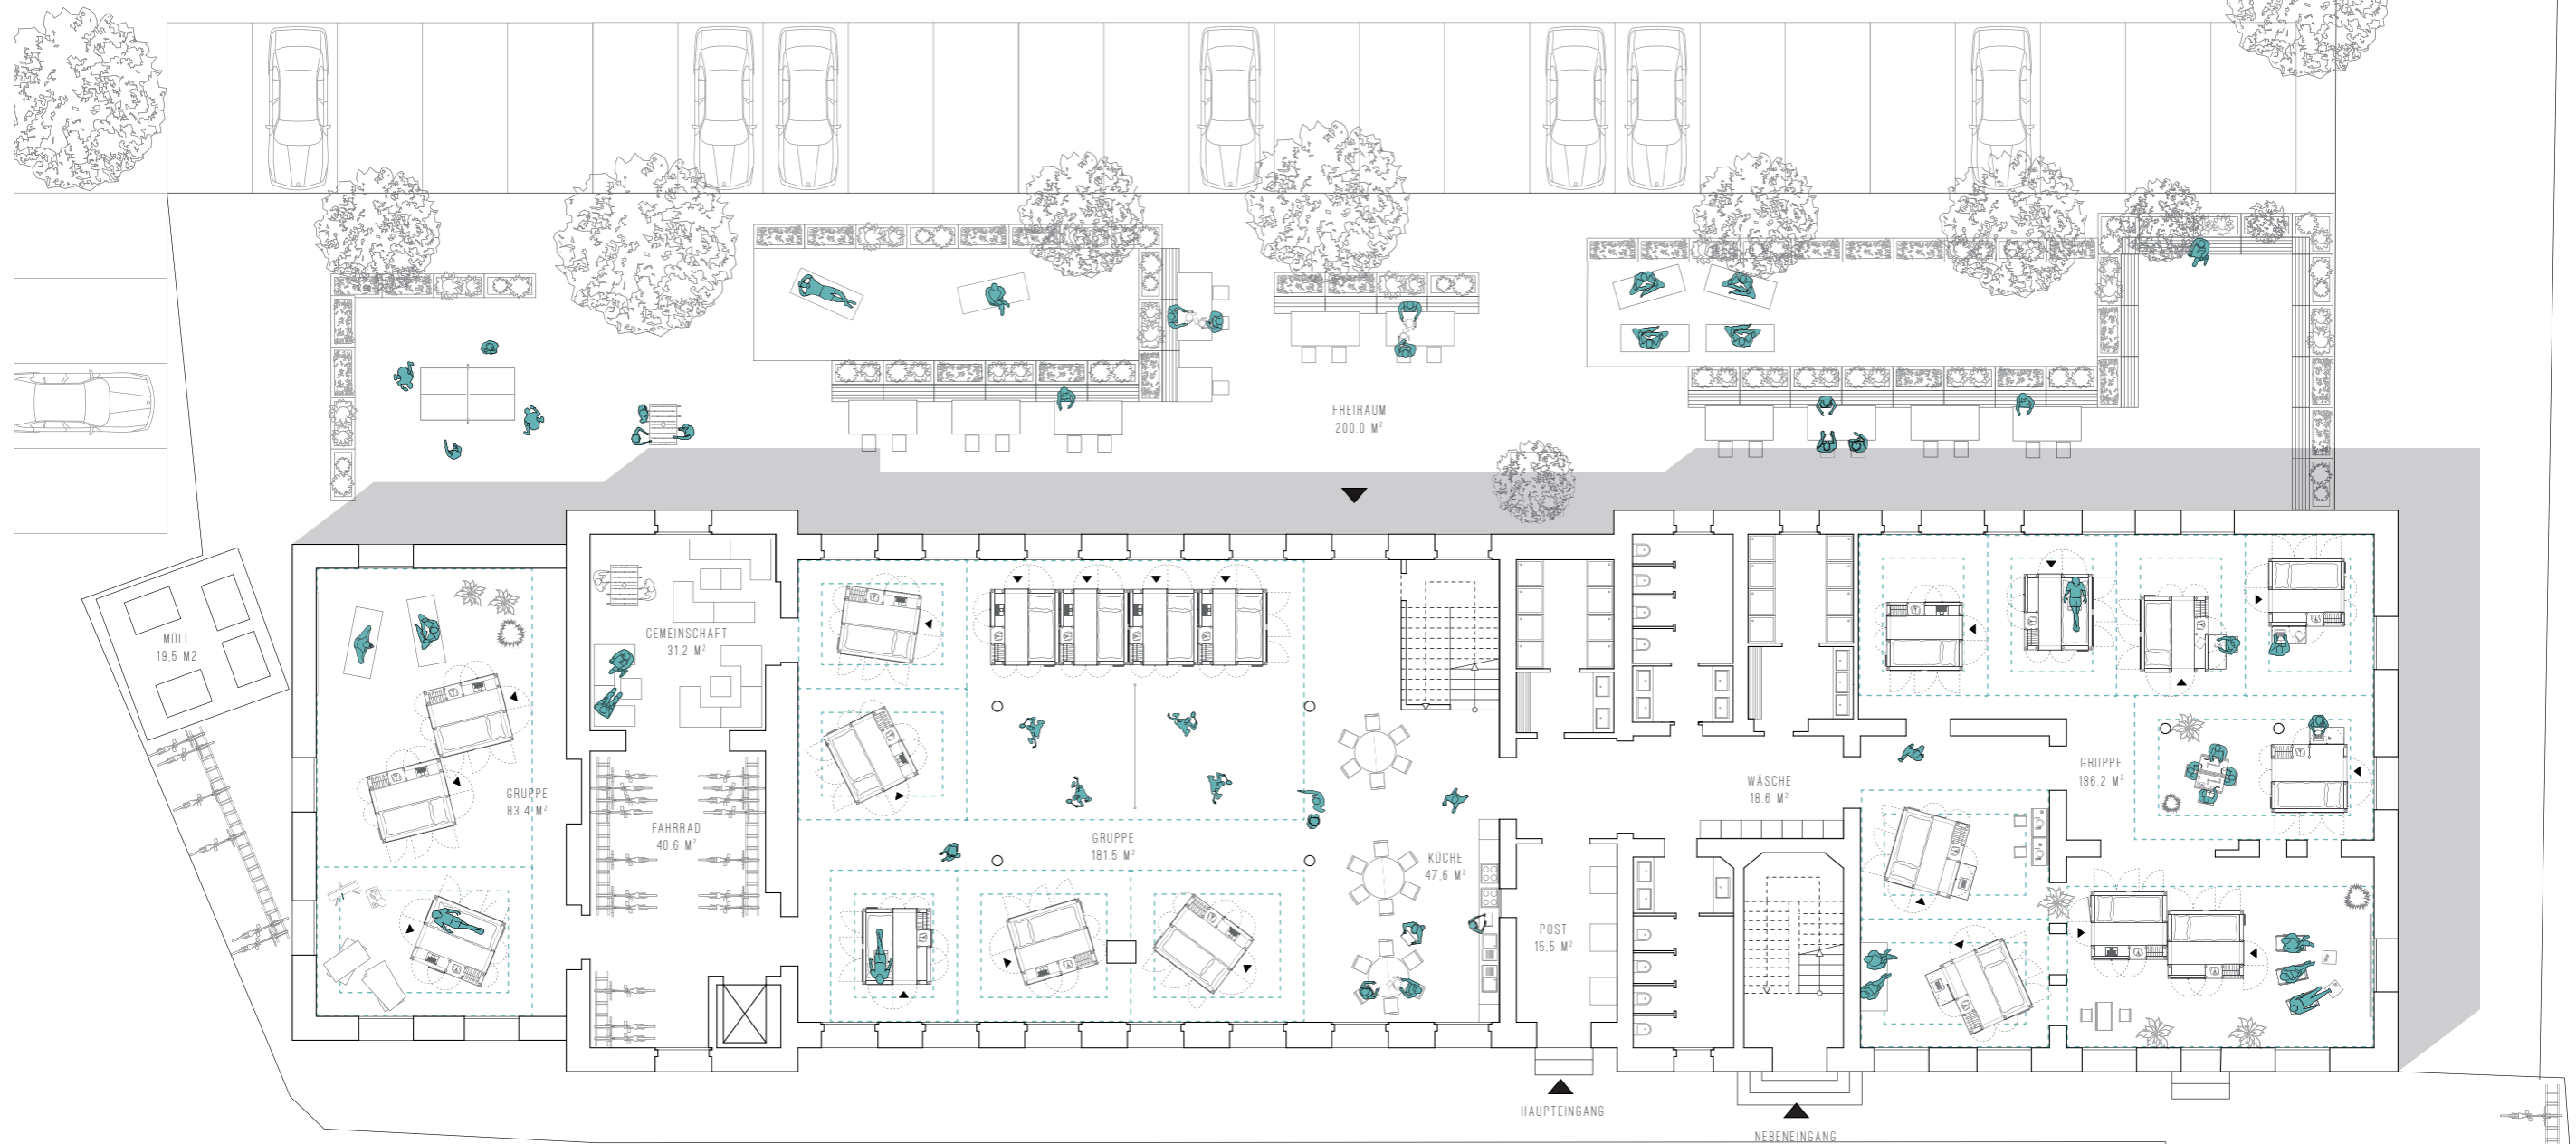 FREIRAUM
200.0 M²
MÜLL
19,5 M2
GEMEINSCHAFT
31.2 M²
GRUPPE
83.4 M²
FAHRRAD
40.6 M²
GRUPPE
181.5 M²
KÜCHE
47,6 M²
POST
15,5 M²
WÄSCHE
18.6 M²
GRUPPE
186.2 M²
HAUPTEINGANG
NEBENEINGANG